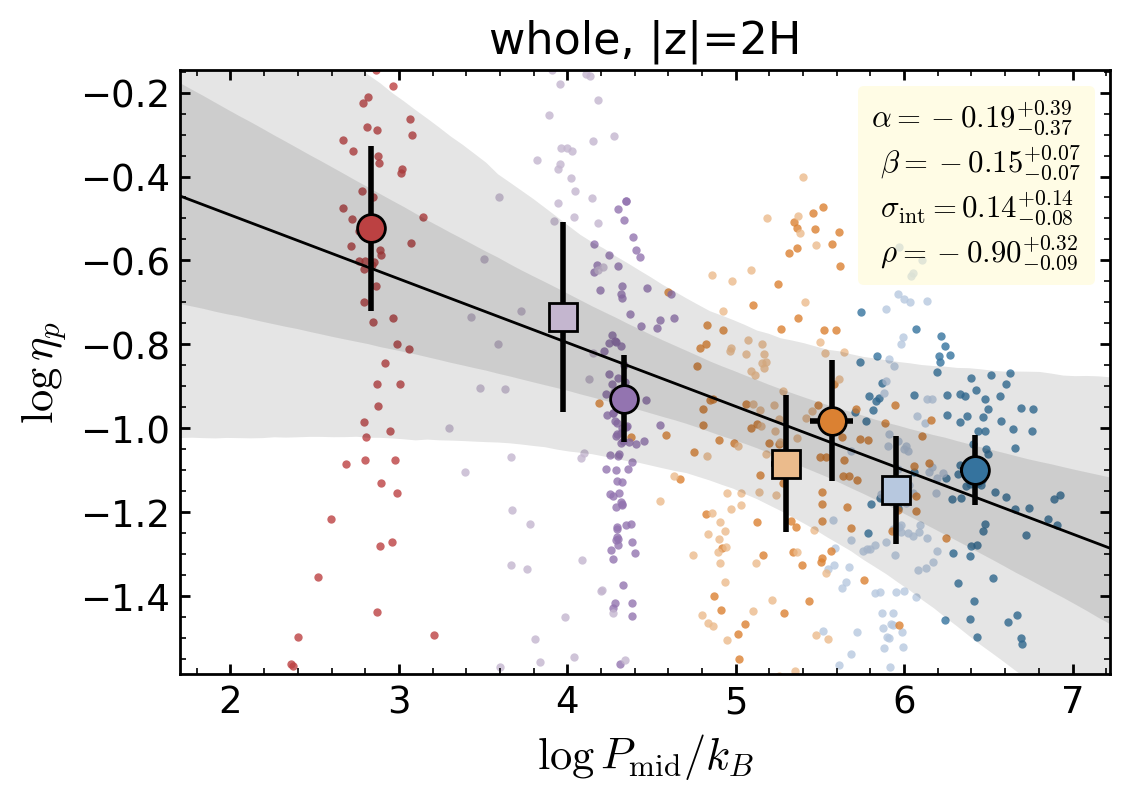 whole, |z|=2H
α = −0.19^{+0.39}_{−0.37}
β = −0.15^{+0.07}_{−0.07}
σ_int = 0.14^{+0.14}_{−0.08}
ρ = −0.90^{+0.32}_{−0.09}
log η_p
−0.2
−0.4
−0.6
−0.8
−1.0
−1.2
−1.4
2 3 4 5 6 7
log P_mid/k_B